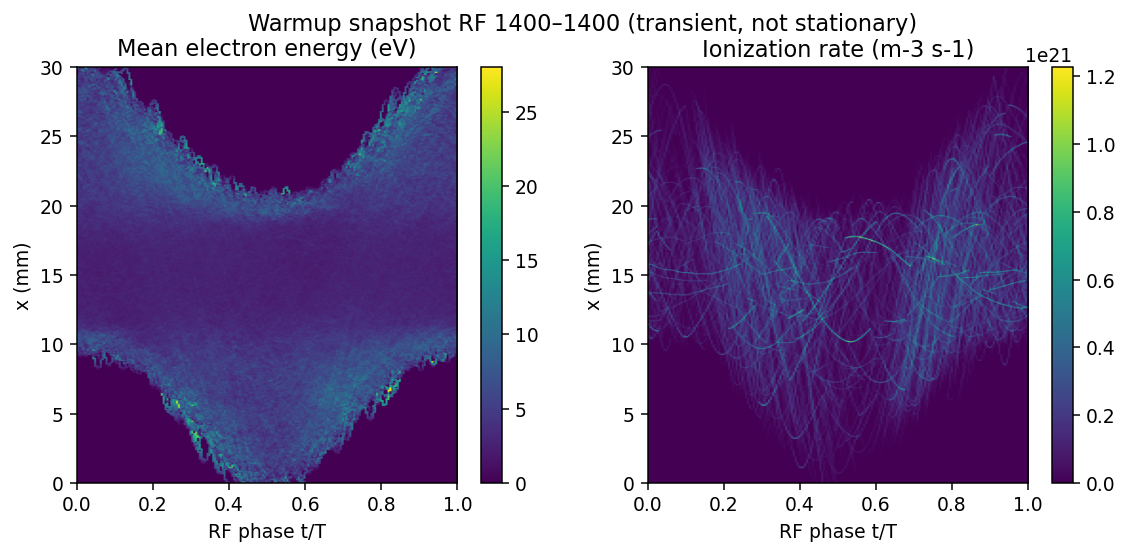 Warmup snapshot RF 1400–1400 (transient, not stationary)
Mean electron energy (eV)
30
25
20
15
10
5
0
x (mm)
0.0 0.2 0.4 0.6 0.8 1.0
RF phase t/T
25
20
15
10
5
0
Ionization rate (m-3 s-1)
30
25
20
15
10
5
0
x (mm)
0.0 0.2 0.4 0.6 0.8 1.0
RF phase t/T
1e21
1.2
1.0
0.8
0.6
0.4
0.2
0.0